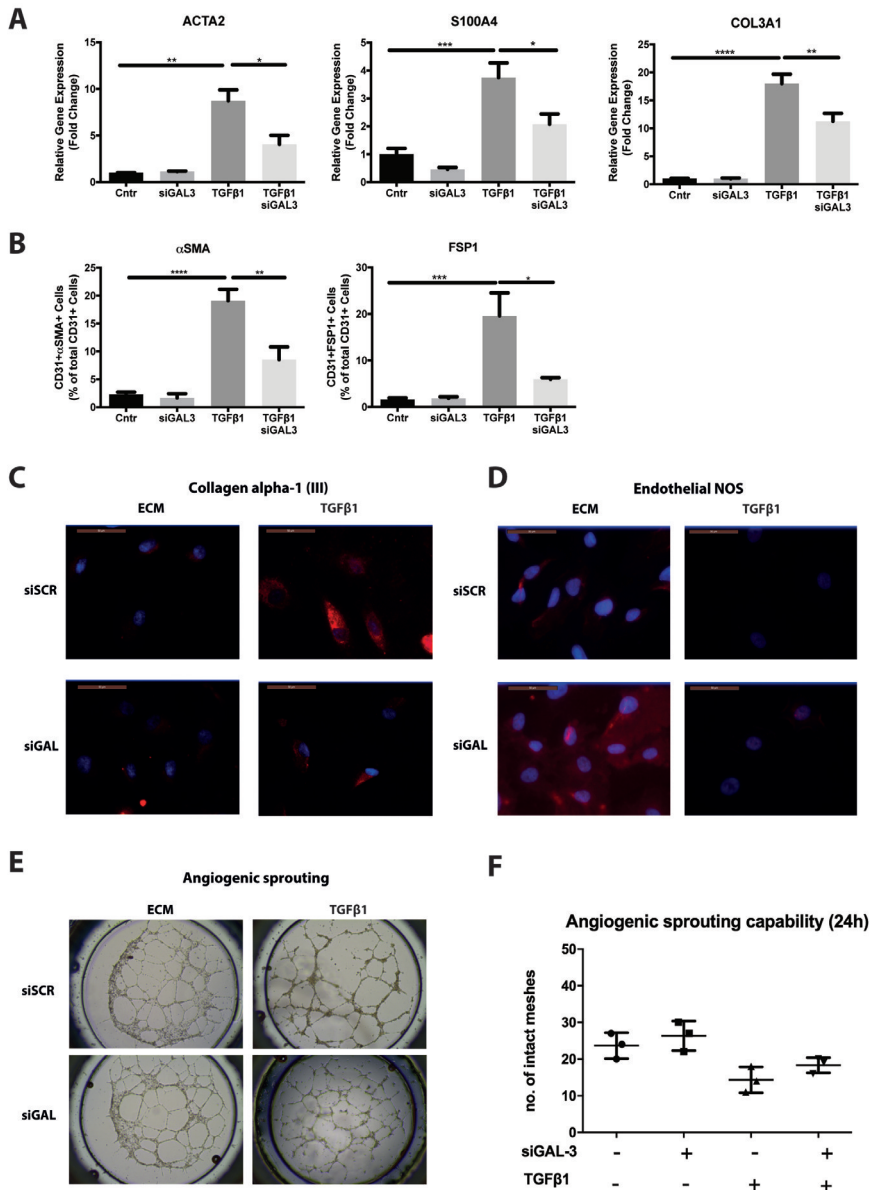 A
ACTA2
Relative Gene Expression
(Fold Change)
15
10
5
0
**
*
Cntr
siGAL3
TGFβ1
TGFβ1
siGAL3
S100A4
Relative Gene Expression
(Fold Change)
5
4
3
2
1
0
***
*
Cntr
siGAL3
TGFβ1
TGFβ1
siGAL3
COL3A1
Relative Gene Expression
(Fold Change)
25
20
15
10
5
0
****
**
Cntr
siGAL3
TGFβ1
TGFβ1
siGAL3
B
αSMA
CD31+αSMA+ Cells
(% of total CD31+ Cells)
25
20
15
10
5
0
****
**
Cntr
siGAL3
TGFβ1
TGFβ1
siGAL3
FSP1
CD31+FSP1+ Cells
(% of total CD31+ Cells)
30
20
10
0
***
*
Cntr
siGAL3
TGFβ1
TGFβ1
siGAL3
C
Collagen alpha-1 (III)
ECM
TGFβ1
siSCR
siGAL
D
Endothelial NOS
ECM
TGFβ1
siSCR
siGAL
E
Angiogenic sprouting
ECM
TGFβ1
siSCR
siGAL
F
Angiogenic sprouting capability (24h)
no. of intact meshes
50
40
30
20
10
0
siGAL-3 - + - +
TGFβ1 - - + +